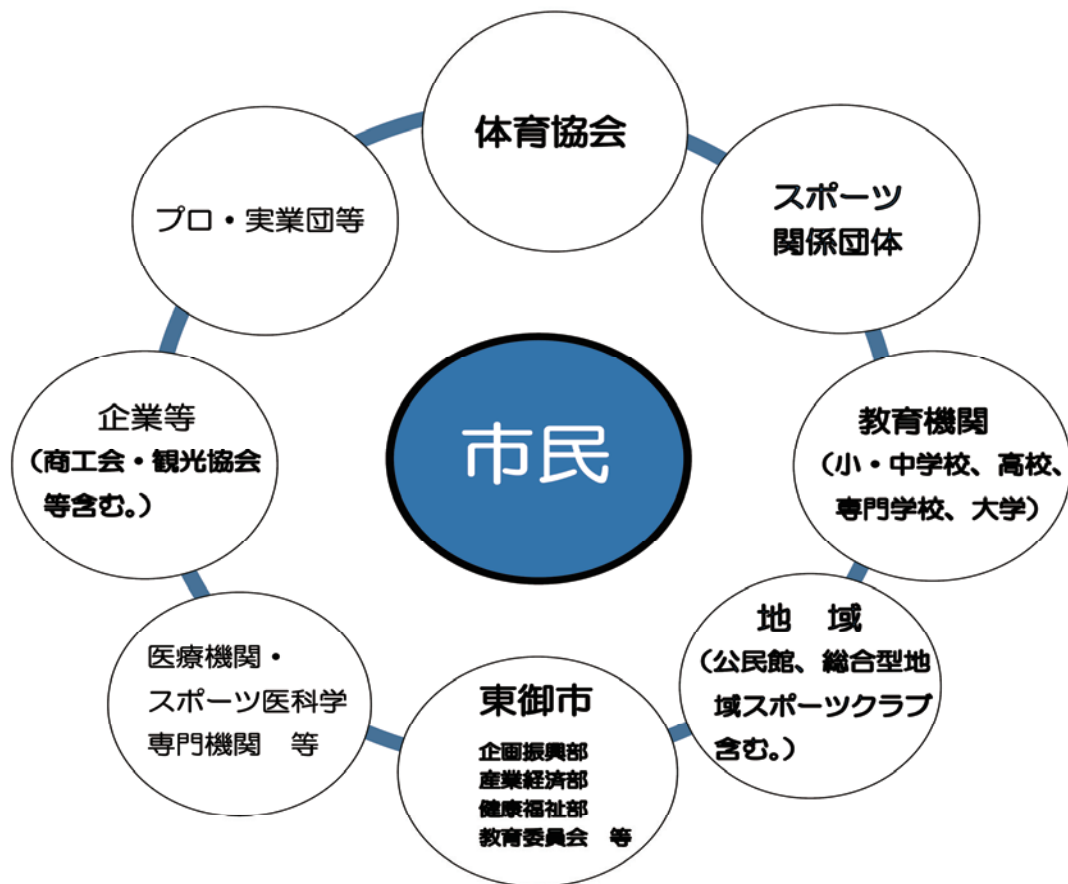 体育協会
スポーツ
関係団体
プロ・実業団等
教育機関
(小・中学校、高校、
専門学校、大学)
企業等
(商工会・観光協会
等含む。)
市民
地　域
(公民館、総合型地
域スポーツクラブ
含む。)
医療機関・
スポーツ医科学
専門機関　等
東御市
企画振興部
産業経済部
健康福祉部
教育委員会　等